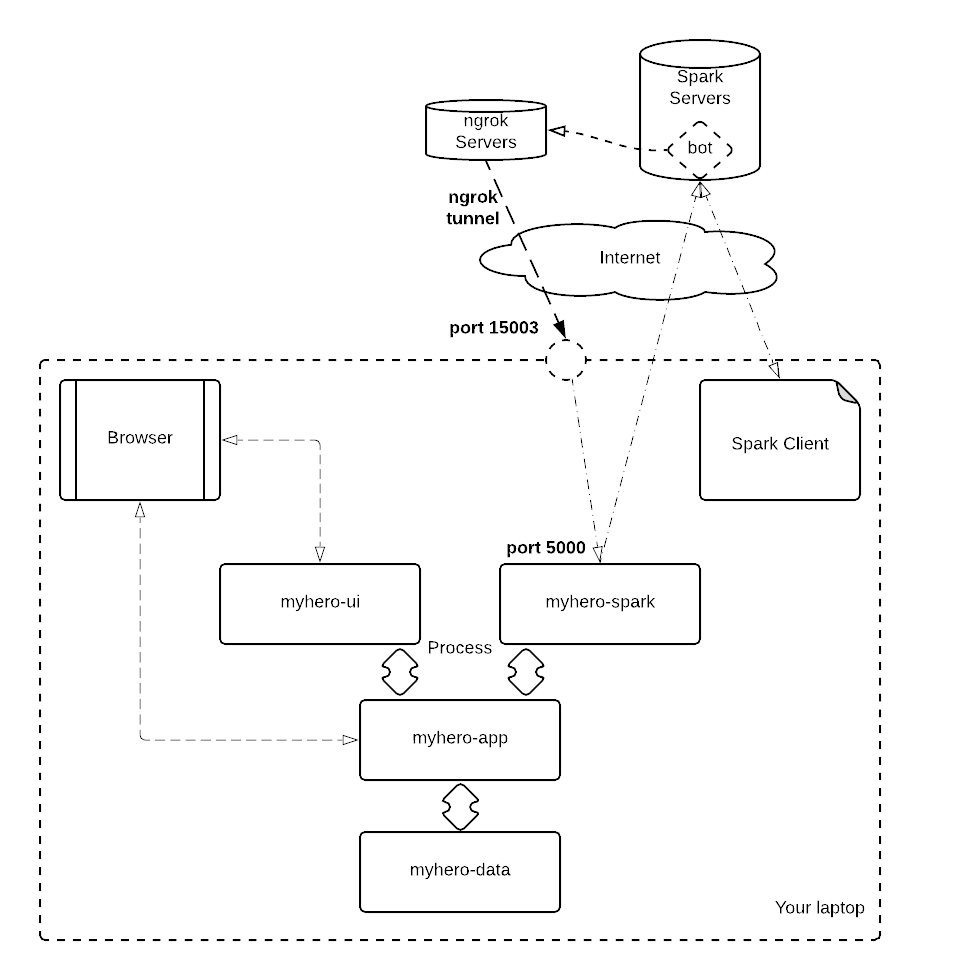 Spark
Servers
bot
ngrok
Servers
ngrok
tunnel
Internet
port 15003
Browser
Spark Client
port 5000
myhero-ui
myhero-spark
Process
myhero-app
myhero-data
Your laptop